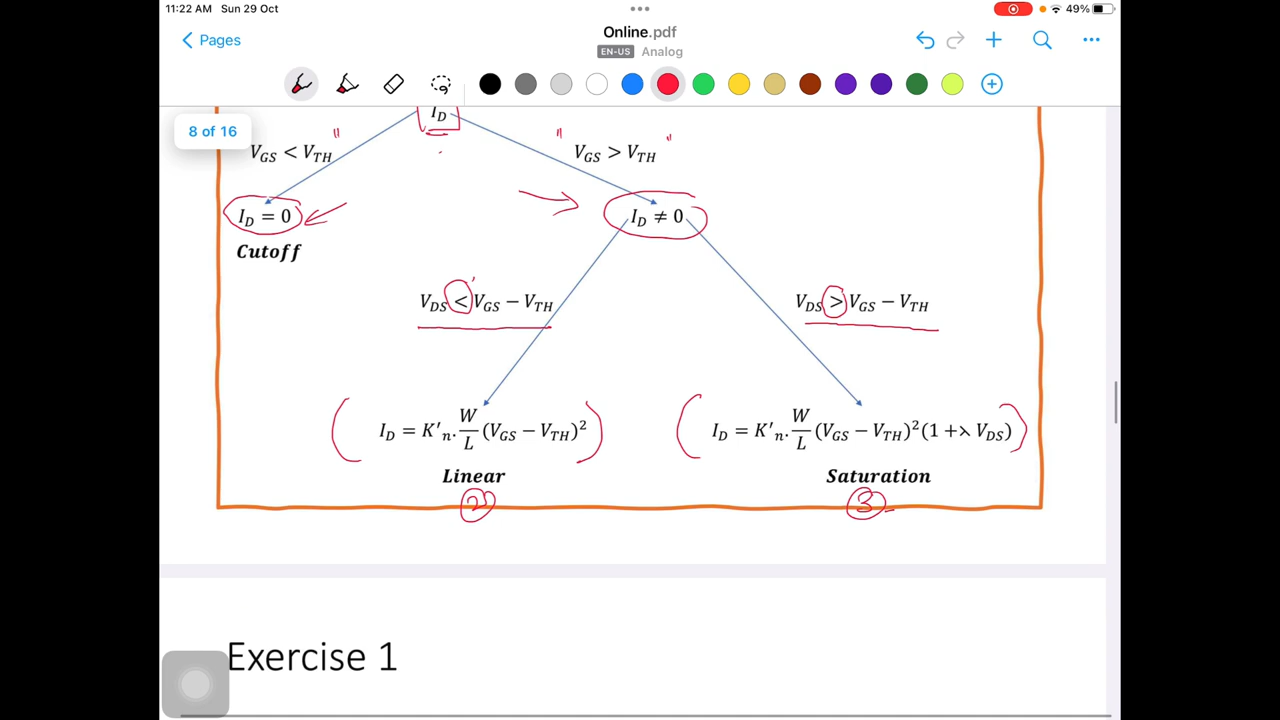 11:22 AM Sun 29 Oct
49%
Pages
Online.pdf
EN-US Analog
8 of 16
I_D
V_GS < V_TH "
" V_GS > V_TH "
I_D = 0
Cutoff
I_D ≠ 0
V_DS < V_GS − V_TH
V_DS > V_GS − V_TH
I_D = K'_n. W/L (V_GS − V_TH)^2
I_D = K'_n. W/L (V_GS − V_TH)^2 (1 + λ V_DS)
Linear
Saturation
2
3
Exercise 1